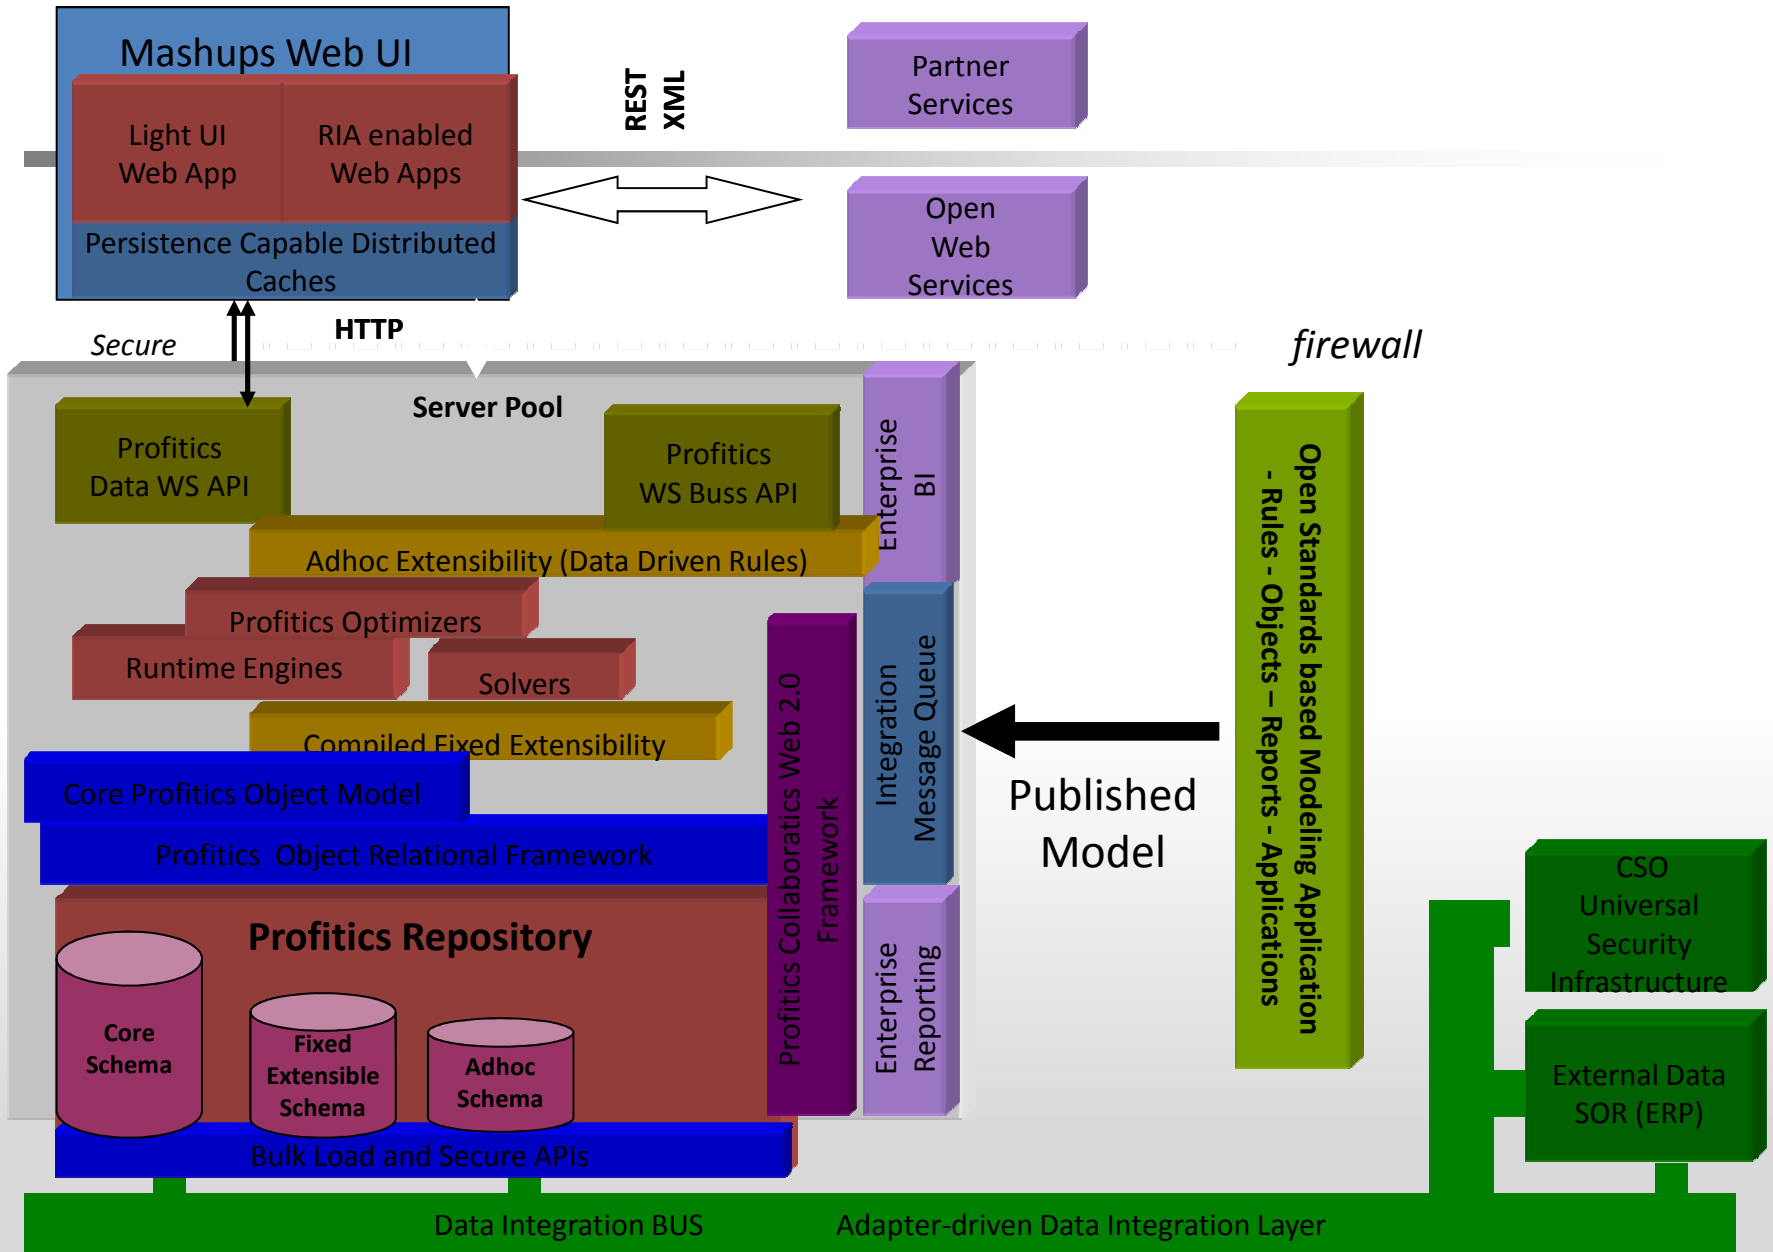 Mashups Web UI
Light UI
Web App
RIA enabled
Web Apps
Persistence Capable Distributed
Caches
REST
XML
Partner
Services
Open
Web
Services
Secure
HTTP
firewall
Server Pool
Profitics
Data WS API
Profitics
WS Buss API
Enterprise
BI
Adhoc Extensibility (Data Driven Rules)
Profitics Optimizers
Runtime Engines
Solvers
Compiled Fixed Extensibility
Core Profitics Object Model
Profitics Object Relational Framework
Profitics Collaboratics Web 2.0
Framework
Integration
Message Queue
Enterprise
Reporting
Published
Model
Open Standards based Modeling Application
- Rules - Objects – Reports - Applications
Profitics Repository
Core
Schema
Fixed
Extensible
Schema
Adhoc
Schema
Bulk Load and Secure APIs
CSO
Universal
Security
Infrastructure
External Data
SOR (ERP)
Data Integration BUS
Adapter-driven Data Integration Layer